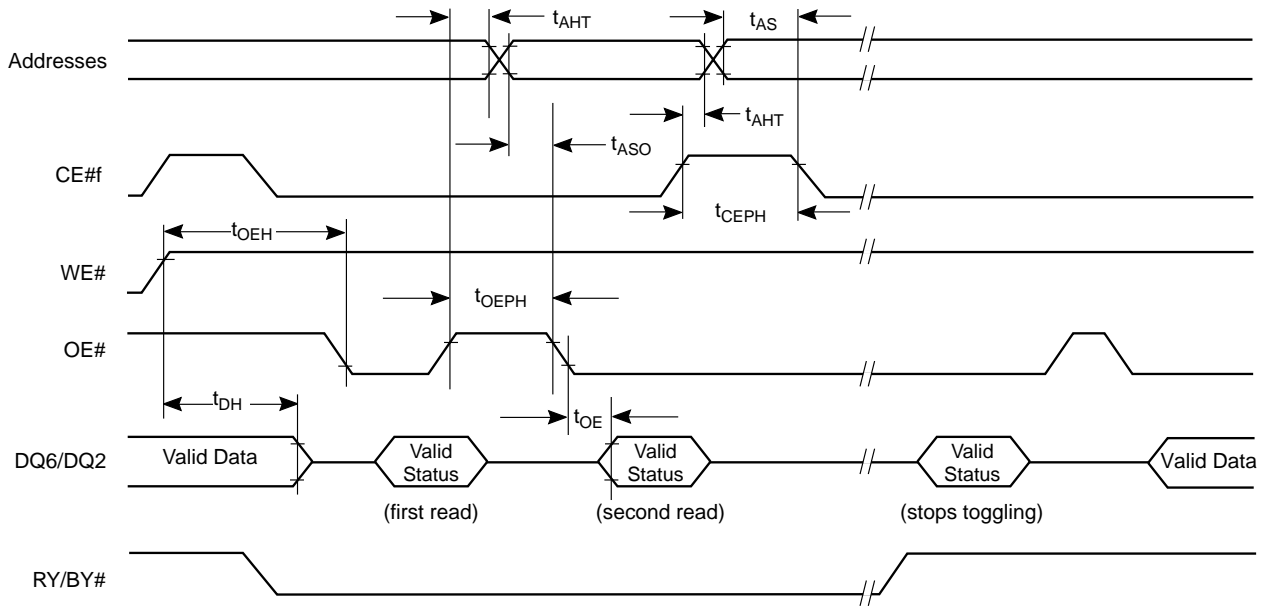 tAHT
tAS
Addresses
tAHT
tASO
CE#f
tCEPH
tOEH
WE#
tOEPH
OE#
tDH
tOE
DQ6/DQ2
Valid Data
Valid
Status
Valid
Status
Valid
Status
Valid Data
(first read)
(second read)
(stops toggling)
RY/BY#